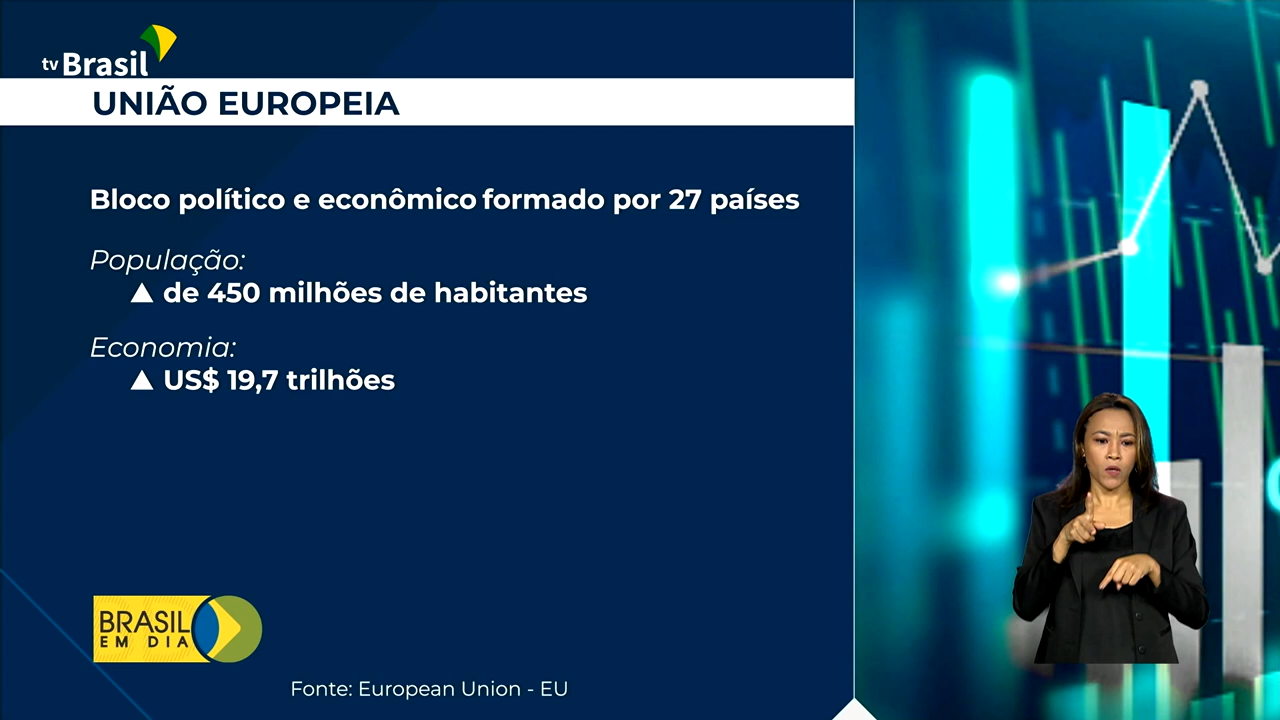 tv Brasil
UNIÃO EUROPEIA
Bloco político e econômico formado por 27 países
População:
▲ de 450 milhões de habitantes
Economia:
▲ US$ 19,7 trilhões
BRASIL
EM DIA
Fonte: European Union - EU